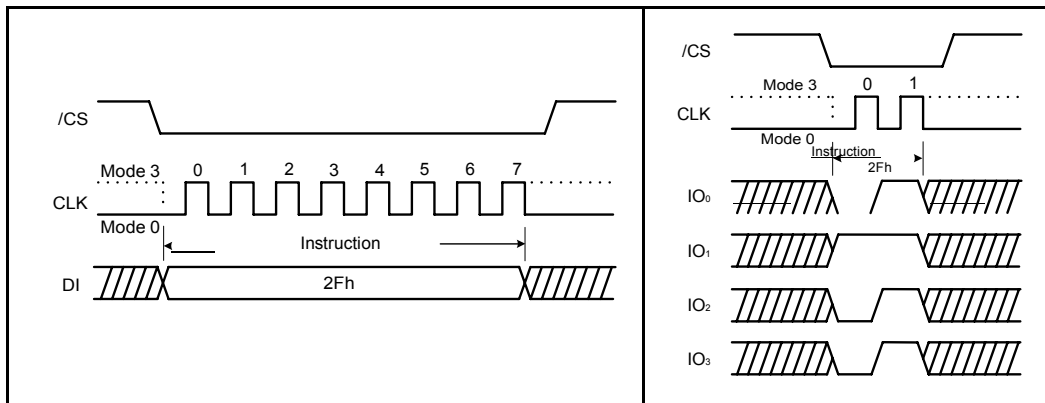 /CS
Mode 3 0 1 2 3 4 5 6 7
CLK
Mode 0
Instruction
DI 2Fh
/CS
Mode 3 0 1
CLK
Mode 0
Instruction
2Fh
IO0
IO1
IO2
IO3